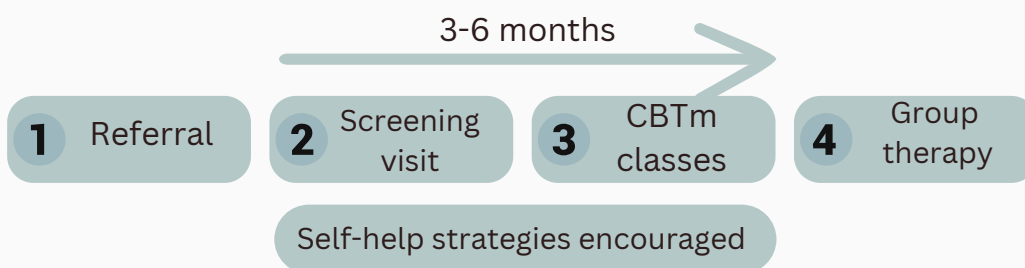 3-6 months
1 Referral
2 Screening
visit
3 CBTm
classes
4 Group
therapy
Self-help strategies encouraged